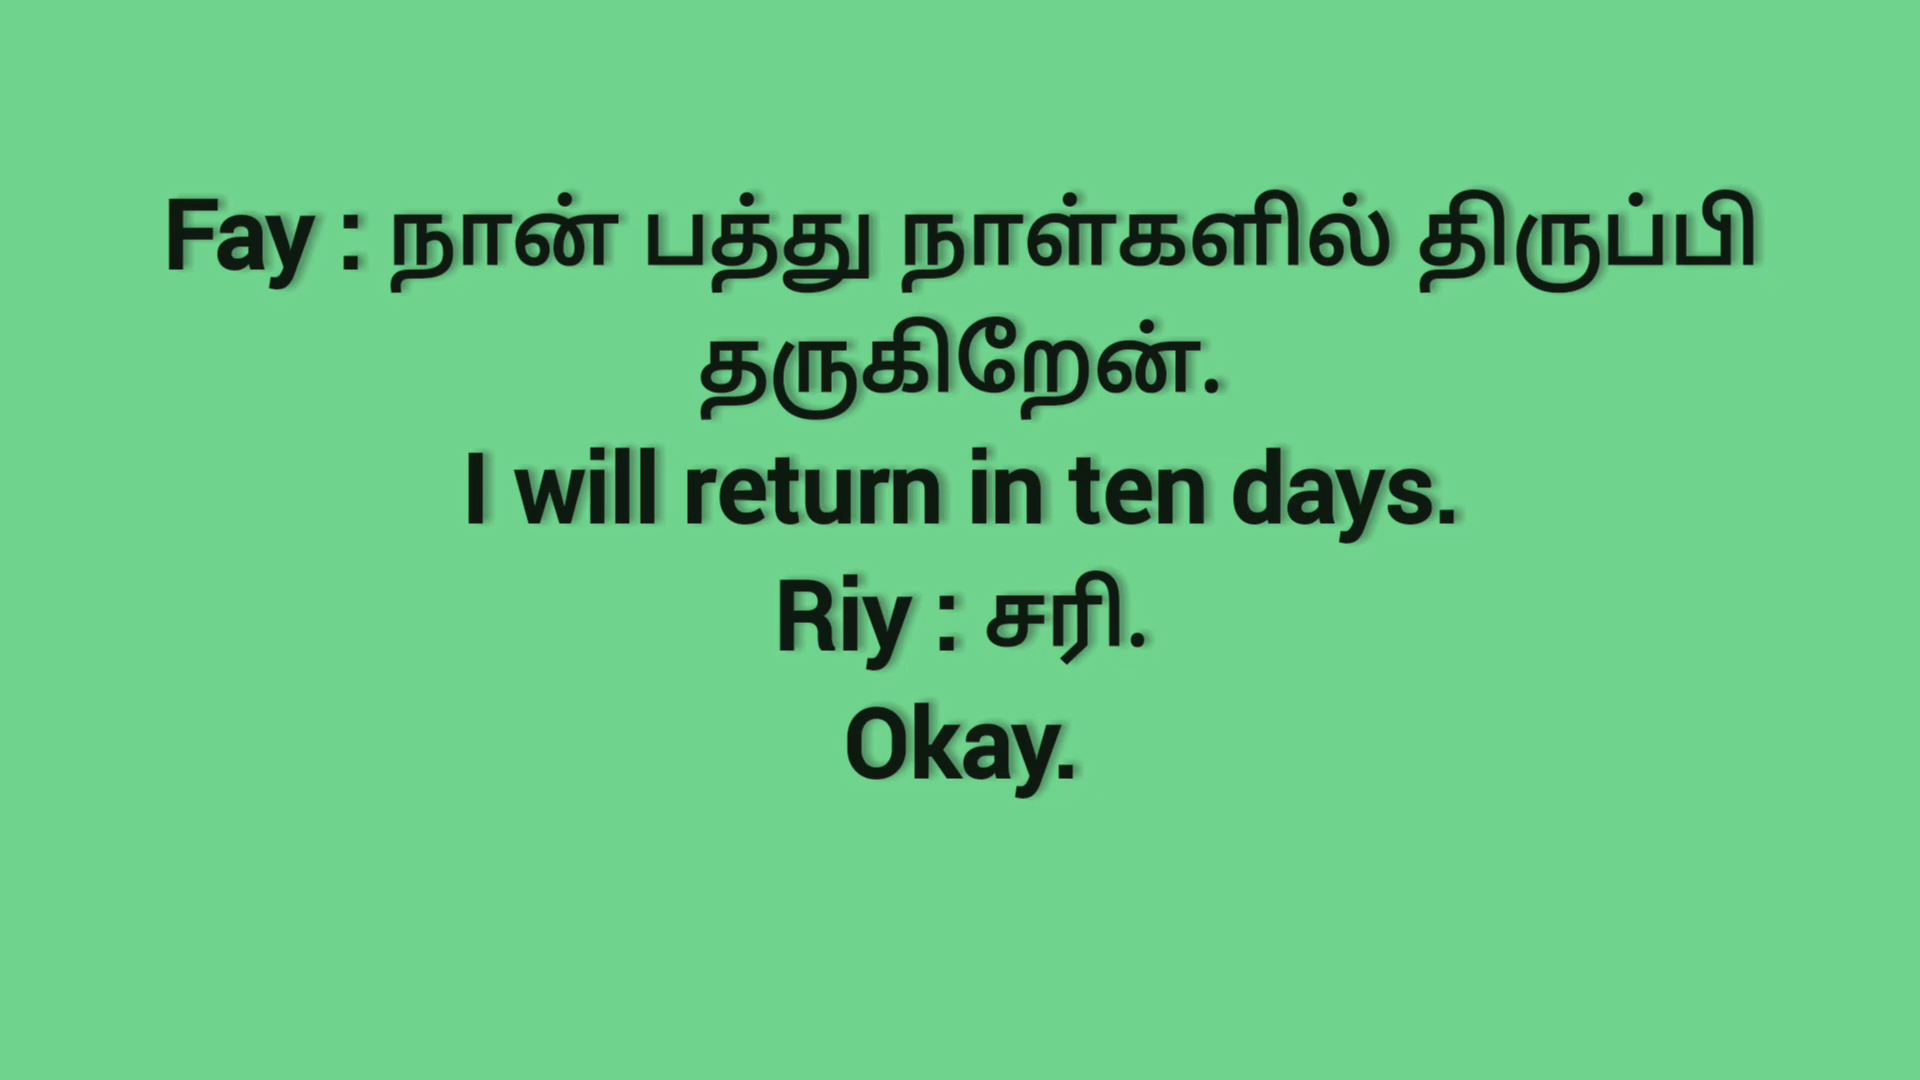 Fay : நான் பத்து நாள்களில் திருப்பி
தருகிறேன்.
I will return in ten days.
Riy : சரி.
Okay.